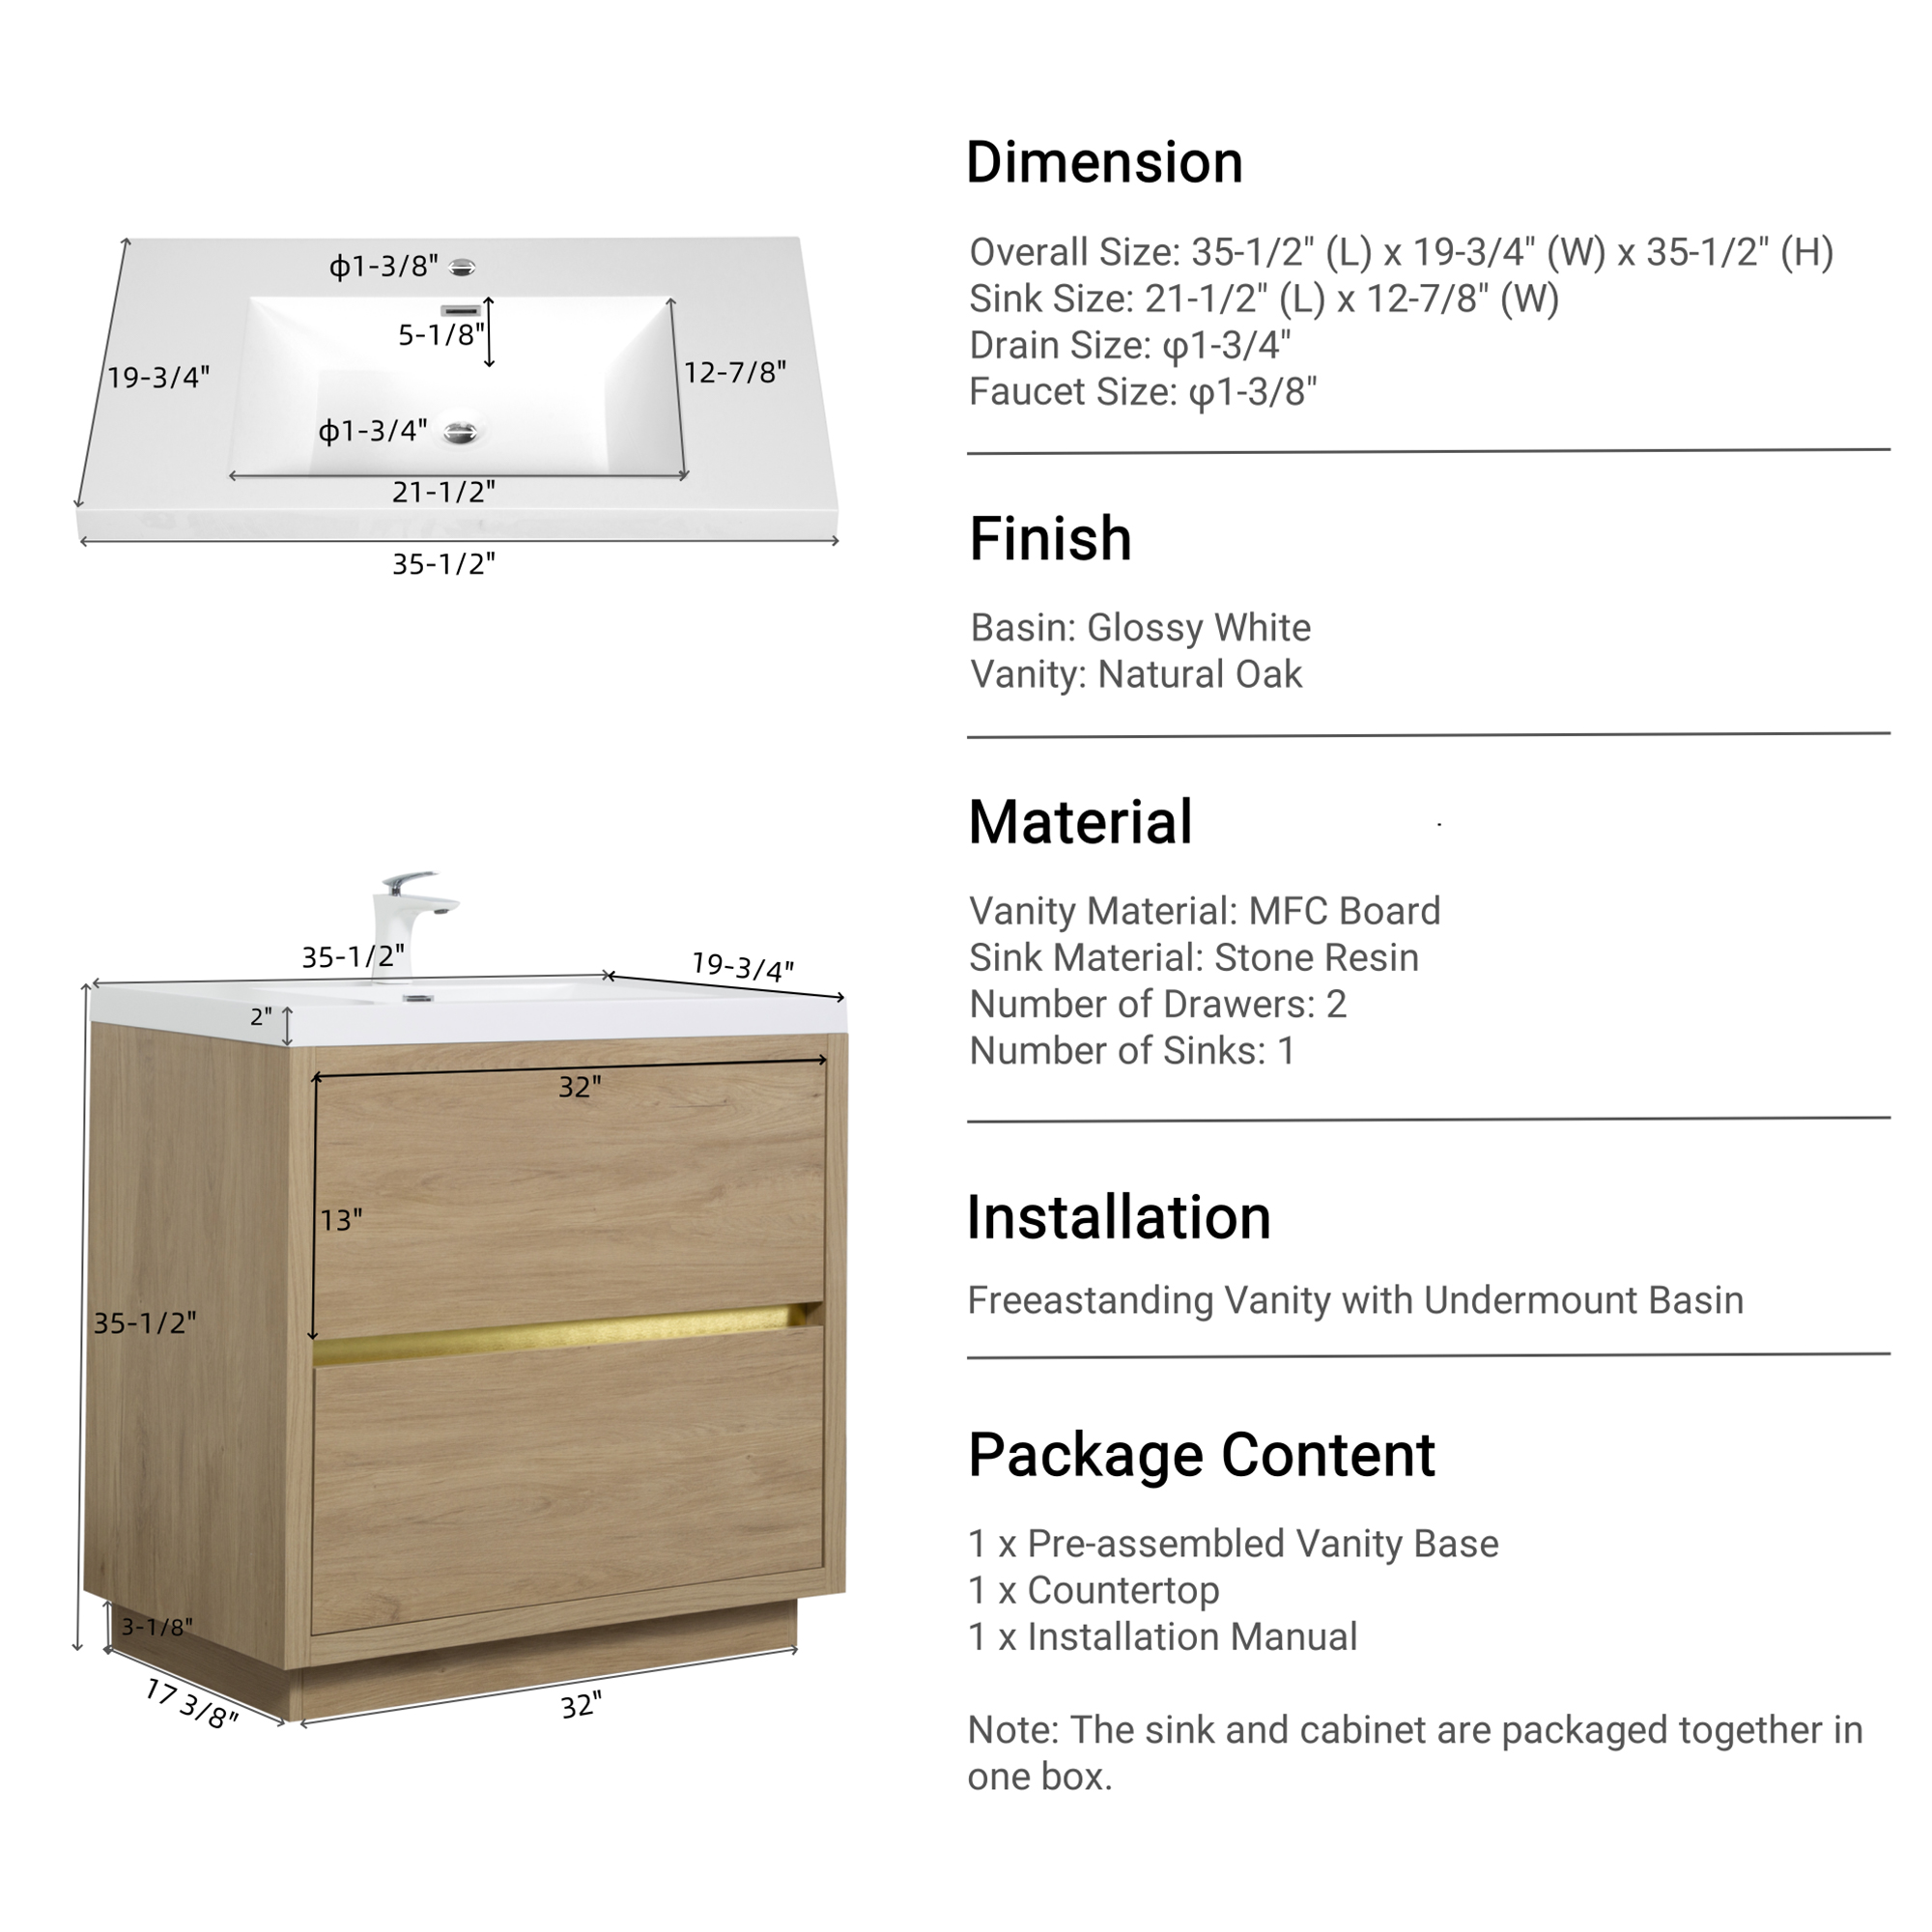 ф1-3/8"
5-1/8"
19-3/4"
12-7/8"
ф1-3/4"
21-1/2"
35-1/2"
35-1/2"
19-3/4"
2"
32"
13"
35-1/2"
3-1/8"
17 3/8"
32"
Dimension
Overall Size: 35-1/2" (L) x 19-3/4" (W) x 35-1/2" (H)
Sink Size: 21-1/2" (L) x 12-7/8" (W)
Drain Size: φ1-3/4"
Faucet Size: φ1-3/8"
Finish
Basin: Glossy White
Vanity: Natural Oak
Material
Vanity Material: MFC Board
Sink Material: Stone Resin
Number of Drawers: 2
Number of Sinks: 1
Installation
Freeastanding Vanity with Undermount Basin
Package Content
1 x Pre-assembled Vanity Base
1 x Countertop
1 x Installation Manual
Note: The sink and cabinet are packaged together in
one box.